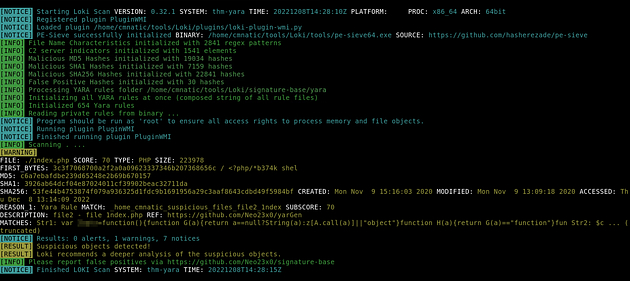 [NOTICE] Starting Loki Scan VERSION: 0.32.1 SYSTEM: thm-yara TIME: 20221208T14:28:10Z PLATFORM: PROC: x86_64 ARCH: 64bit
[NOTICE] Registered plugin PluginWMI
[NOTICE] Loaded plugin /home/cmnatic/tools/Loki/plugins/loki-plugin-wmi.py
[NOTICE] PE-Sieve successfully initialized BINARY: /home/cmnatic/tools/Loki/tools/pe-sieve64.exe SOURCE: https://github.com/hasherezade/pe-sieve
[INFO] File Name Characteristics initialized with 2841 regex patterns
[INFO] C2 server indicators initialized with 1541 elements
[INFO] Malicious MD5 Hashes initialized with 19034 hashes
[INFO] Malicious SHA1 Hashes initialized with 7159 hashes
[INFO] Malicious SHA256 Hashes initialized with 22841 hashes
[INFO] False Positive Hashes initialized with 30 hashes
[INFO] Processing YARA rules folder /home/cmnatic/tools/Loki/signature-base/yara
[INFO] Initializing all YARA rules at once (composed string of all rule files)
[INFO] Initialized 654 Yara rules
[INFO] Reading private rules from binary ...
[NOTICE] Program should be run as 'root' to ensure all access rights to process memory and file objects.
[NOTICE] Running plugin PluginWMI
[NOTICE] Finished running plugin PluginWMI
[INFO] Scanning . ...
[WARNING]
FILE: ./1ndex.php SCORE: 70 TYPE: PHP SIZE: 223978
FIRST_BYTES: 3c3f7068700a2f2a0a09623337346b207368656c / <?php/*b374k shel
MD5: c6a7ebafdbe239d65248e2b69b670157
SHA1: 3926ab64dcf04e87024011cf39902beac32711da
SHA256: 53fe44b4753874f079a936325d1fdc9b1691956a29c3aaf8643cdbd49f5984bf CREATED: Mon Nov  9 15:16:03 2020 MODIFIED: Mon Nov  9 13:09:18 2020 ACCESSED: Th
u Dec  8 13:14:09 2022
REASON_1: Yara Rule MATCH: _home_cmnatic_suspicious_files_file2_1ndex SUBSCORE: 70
DESCRIPTION: file2 - file 1ndex.php REF: https://github.com/Neo23x0/yarGen
MATCHES: Str1: var =function(){function G(a){return a==null?String(a):z[A.call(a)]||"object"}function H(a){return G(a)=="function"}fun Str2: $c ... (
truncated)
[NOTICE] Results: 0 alerts, 1 warnings, 7 notices
[RESULT] Suspicious objects detected!
[RESULT] Loki recommends a deeper analysis of the suspicious objects.
[INFO] Please report false positives via https://github.com/Neo23x0/signature-base
[NOTICE] Finished LOKI Scan SYSTEM: thm-yara TIME: 20221208T14:28:15Z